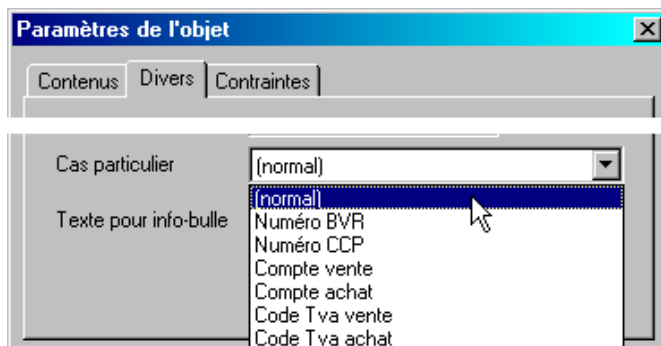 Paramètres de l'objet
Contenus Divers Contraintes
Cas particulier (normal)
(normal)
Texte pour info-bulle Numéro BVR
Numéro CCP
Compte vente
Compte achat
Code Tva vente
Code Tva achat